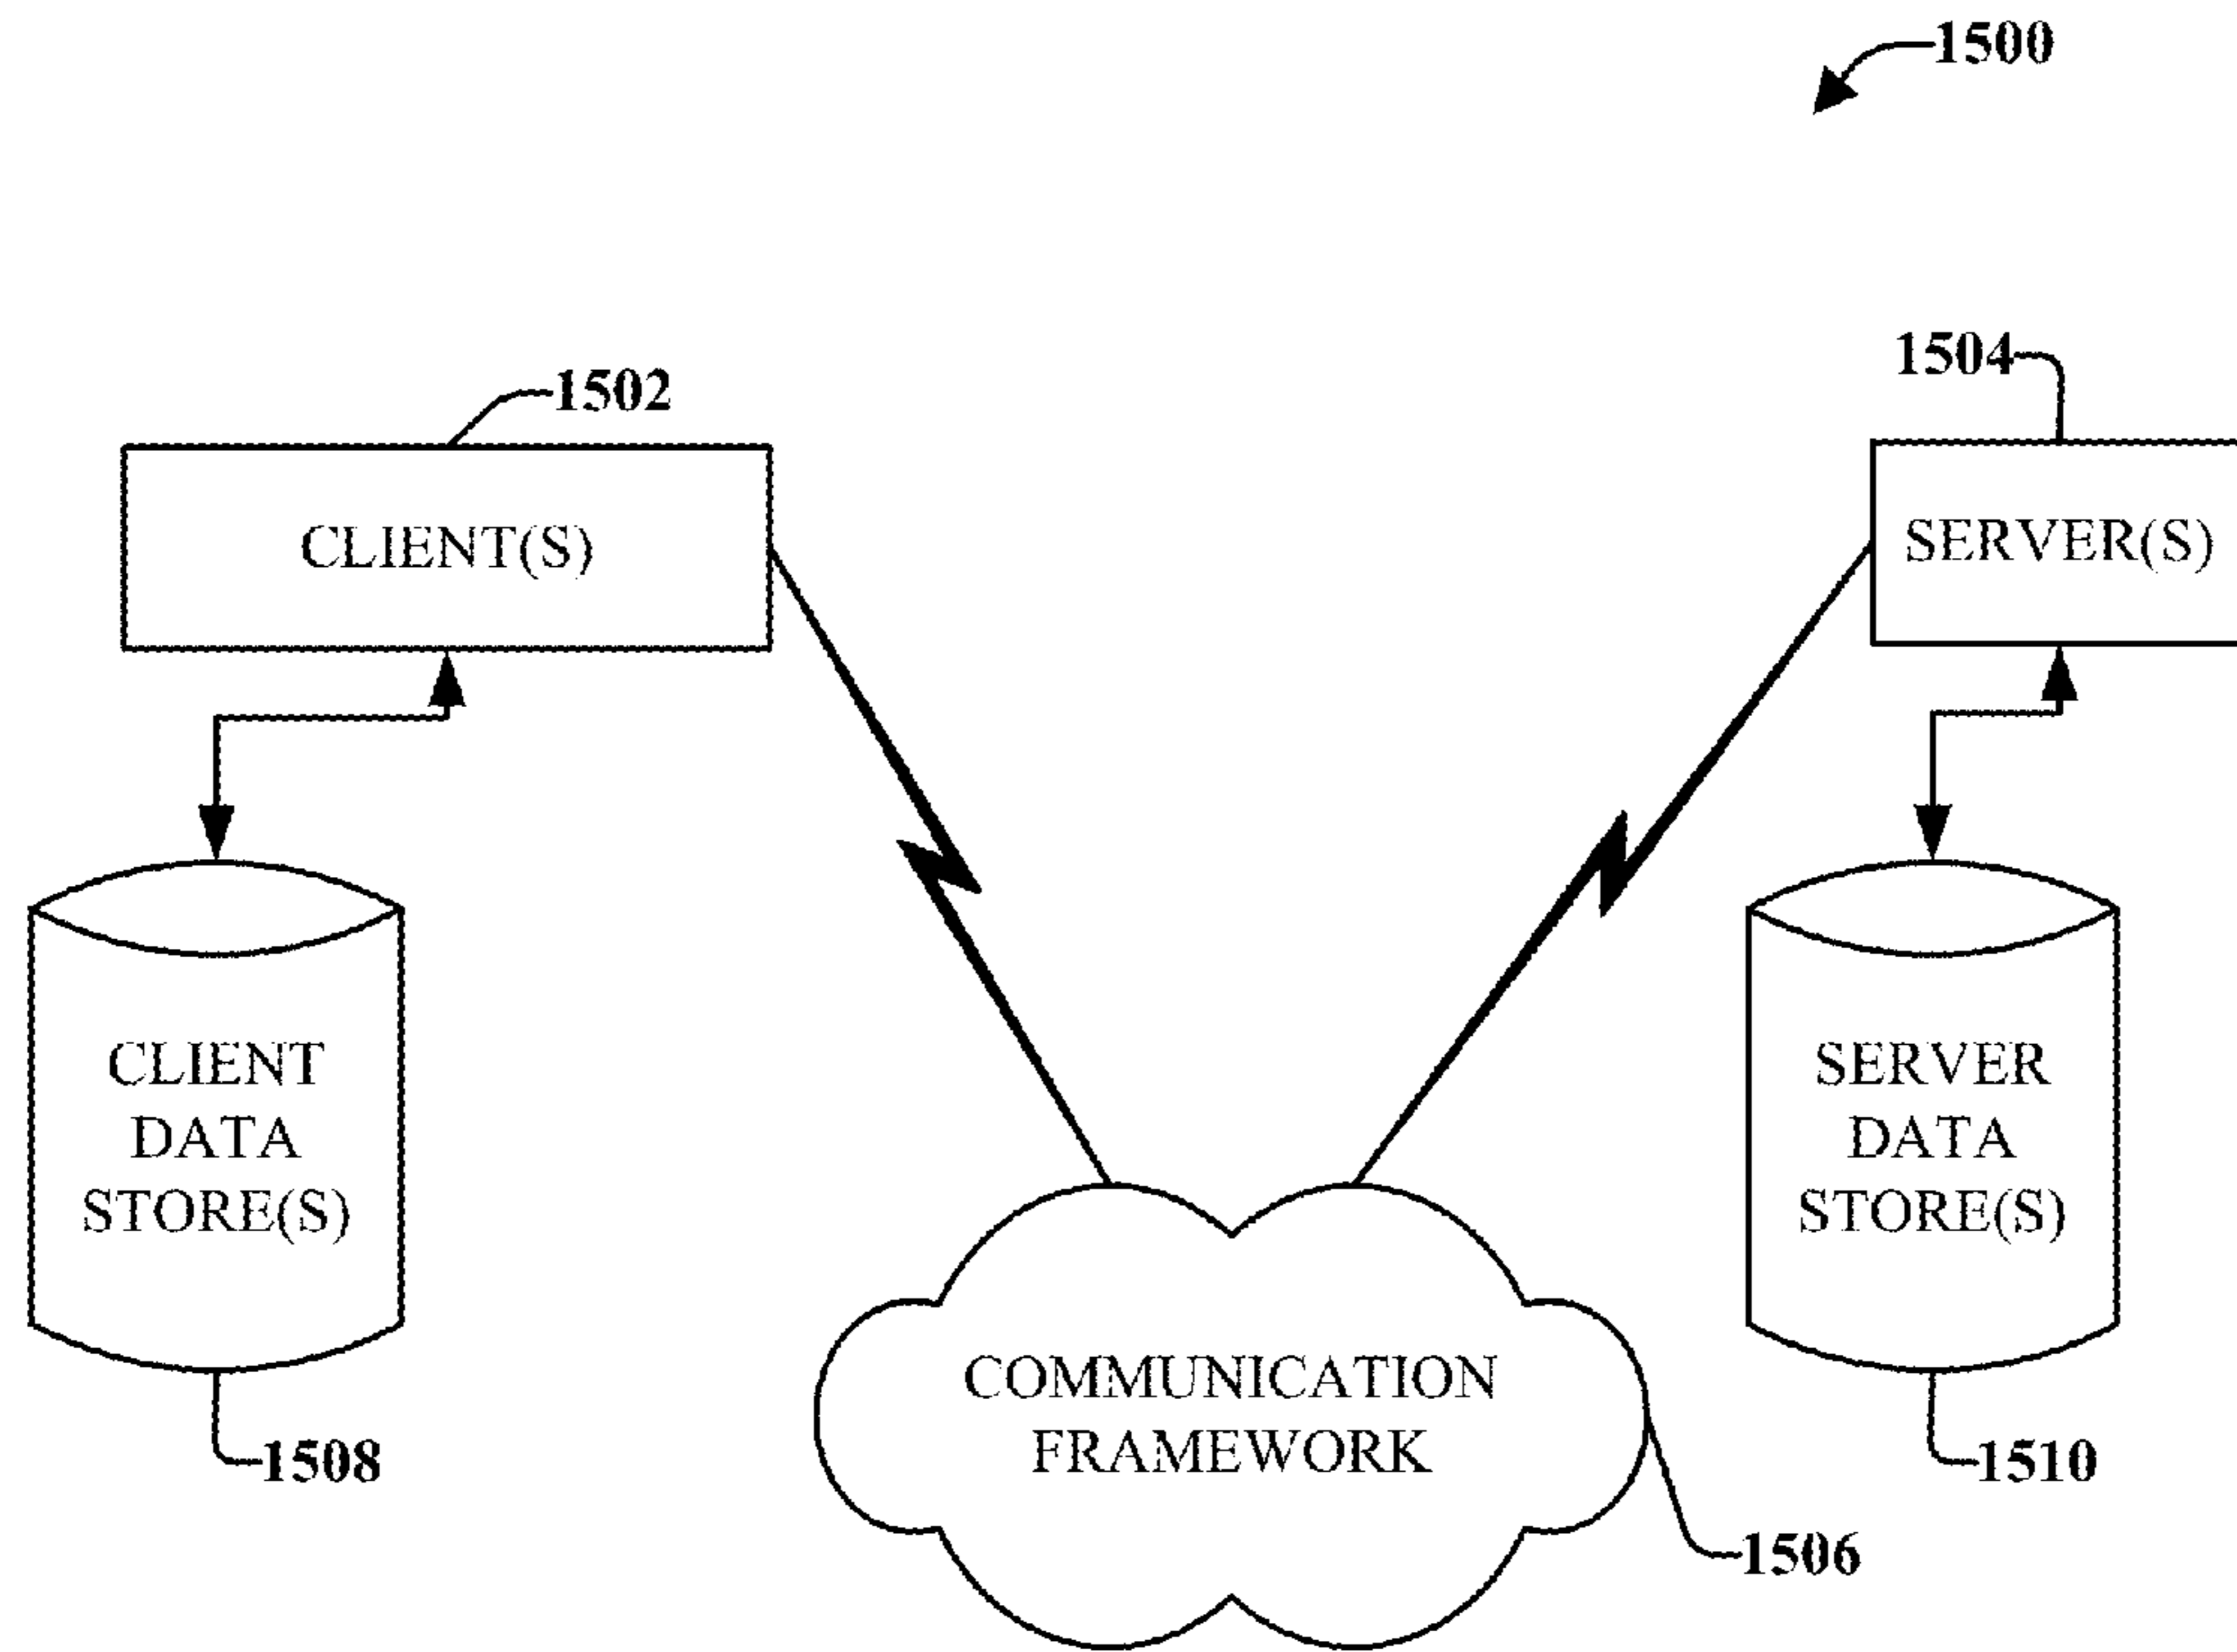 1500
1504
1502
CLIENT(S)
SERVER(S)
CLIENT
DATA
STORE(S)
SERVER
DATA
STORE(S)
COMMUNICATION
FRAMEWORK
1508
1510
1506